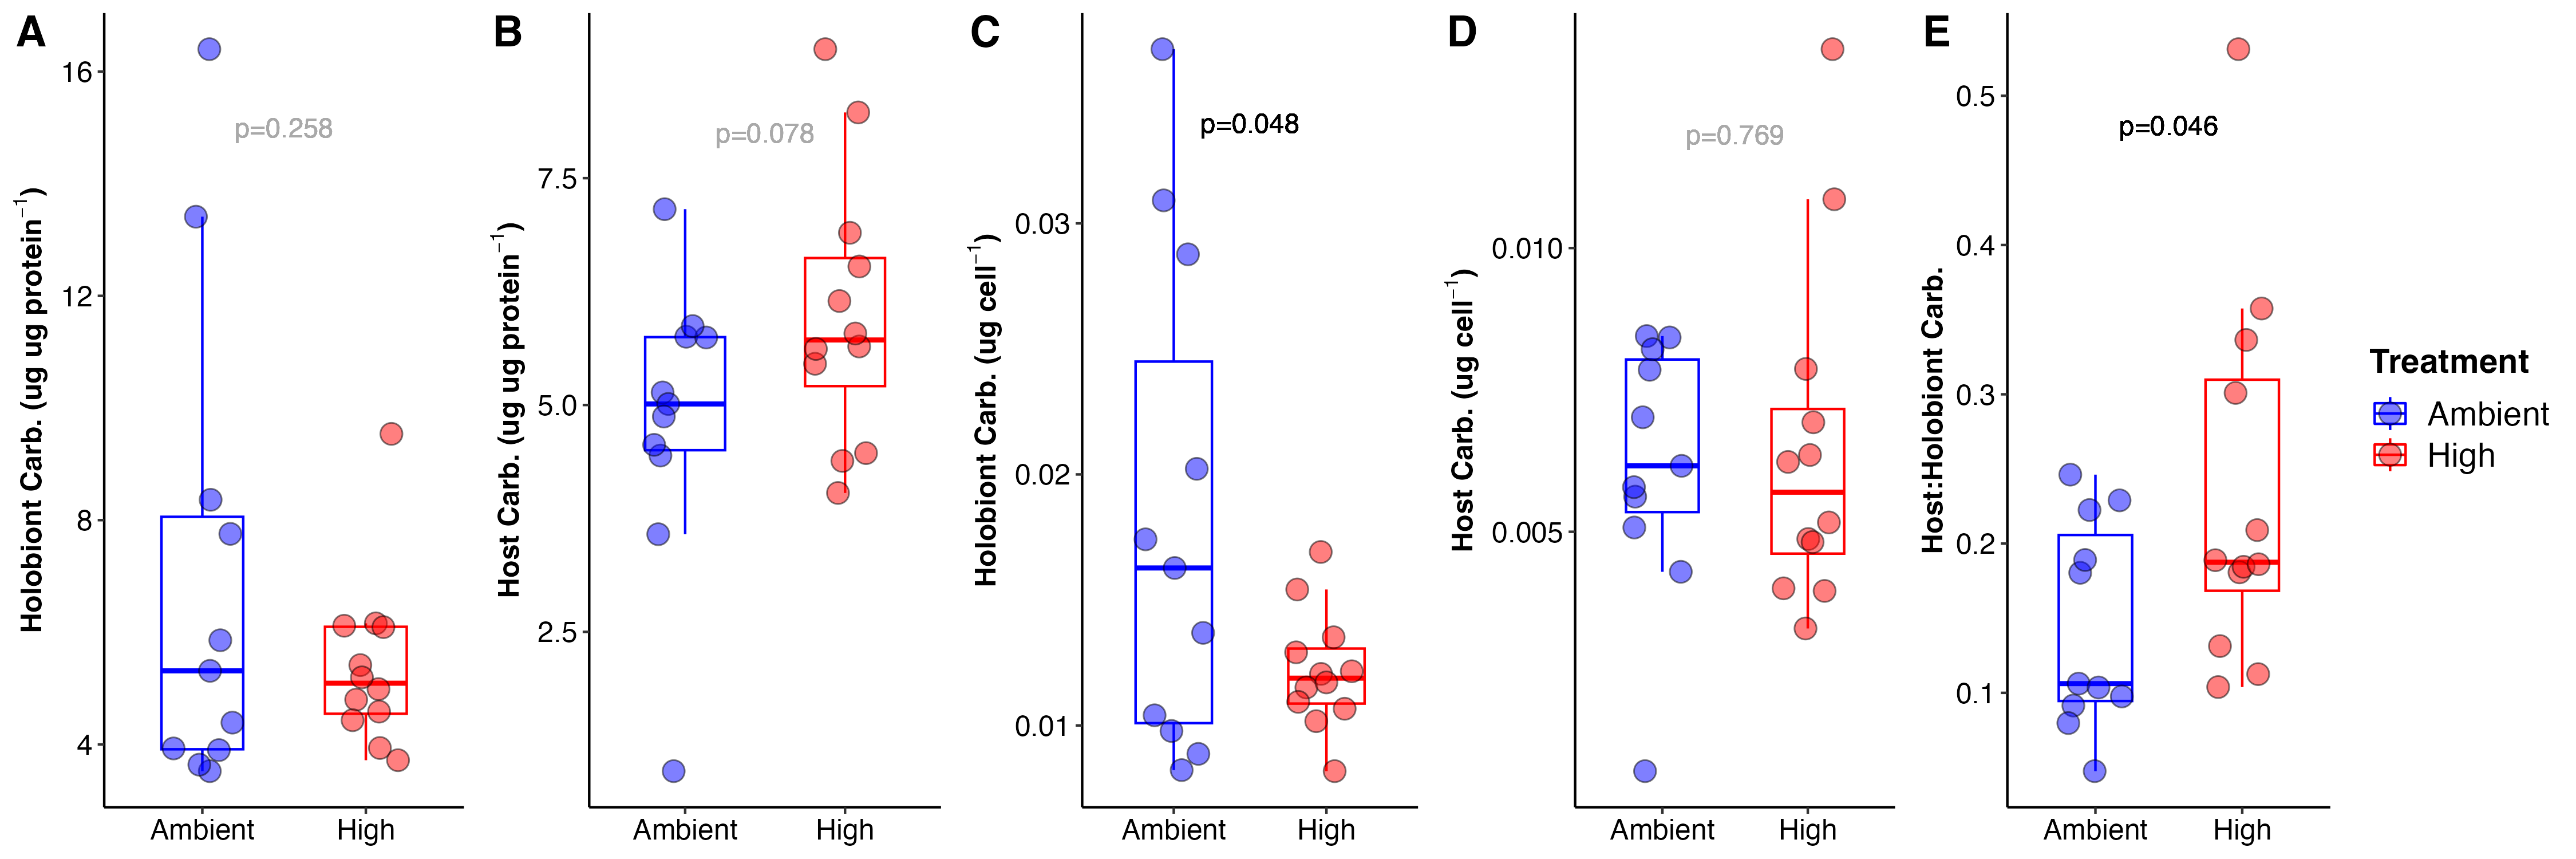 A
Holobiont Carb. (ug ug protein⁻¹)
16
12
8
4
p=0.258
Ambient
High
B
Host Carb. (ug ug protein⁻¹)
7.5
5.0
2.5
p=0.078
Ambient
High
C
Holobiont Carb. (ug cell⁻¹)
0.03
0.02
0.01
p=0.048
Ambient
High
D
Host Carb. (ug cell⁻¹)
0.010
0.005
p=0.769
Ambient
High
E
Host:Holobiont Carb.
0.5
0.4
0.3
0.2
0.1
p=0.046
Ambient
High
Treatment
Ambient
High